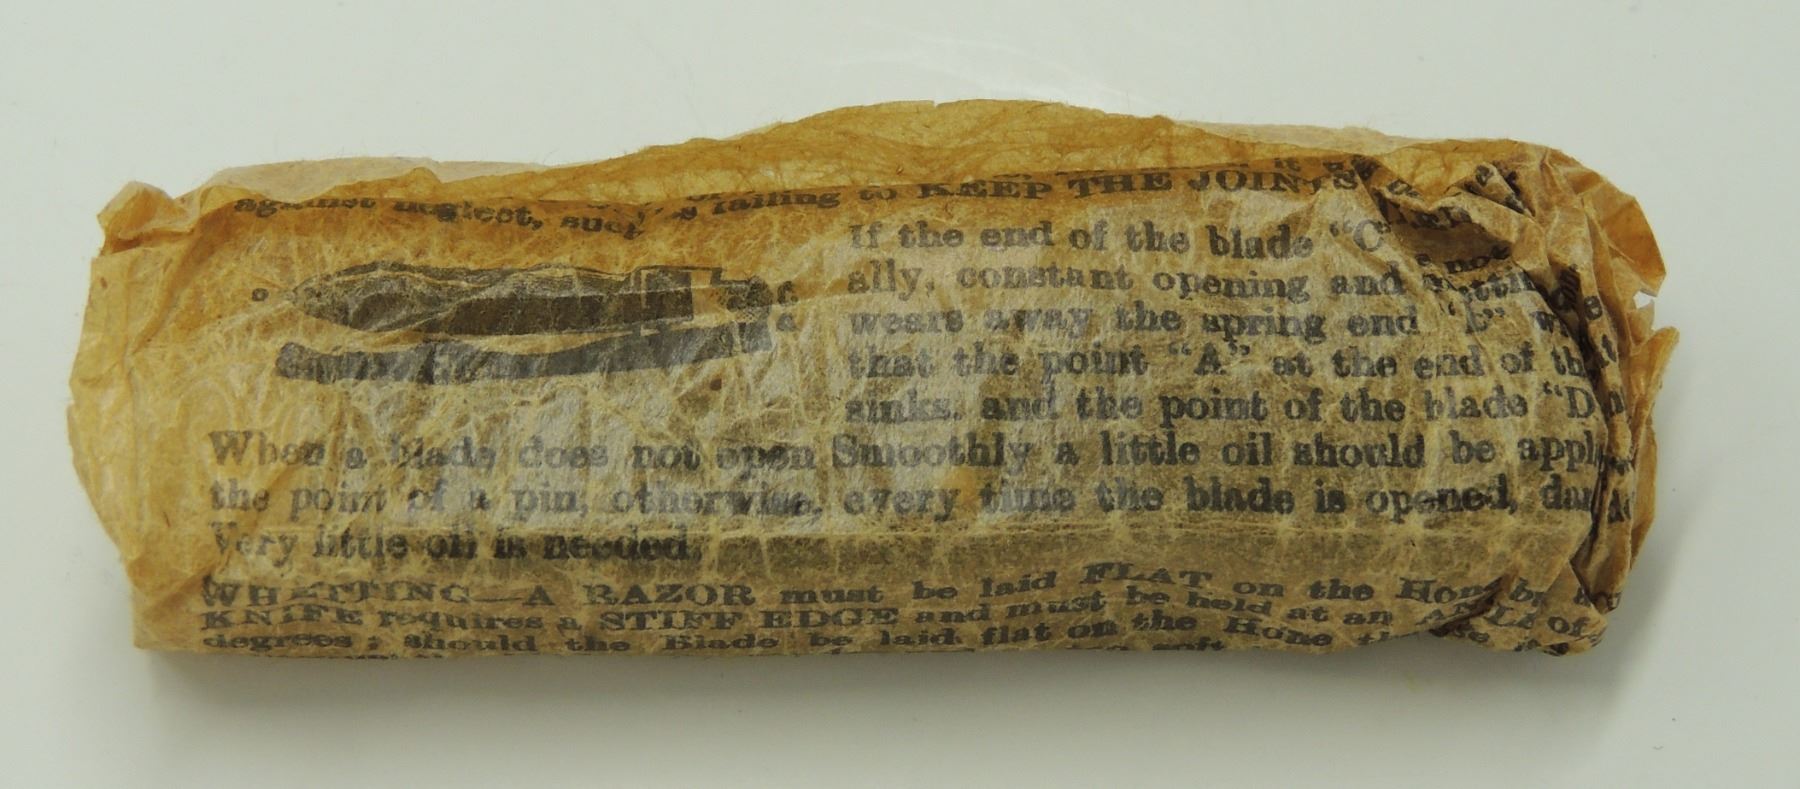 against neglect, such as failing to KEEP THE JOINTS
If the end of the blade "C"
ally, constant opening and
wears away the spring end
that the point "A" at the end of
sinks, and the point of the blade "D
When a blade does not open Smoothly a little oil should be appl
the point of a pin, otherwise, every time the blade is opened,
Very little oil is needed.
WHETTING—A RAZOR must be laid FLAT on the Hone
KNIFE requires a STIFF EDGE and must be held at an of
degrees; should the Blade be laid flat on the Hone